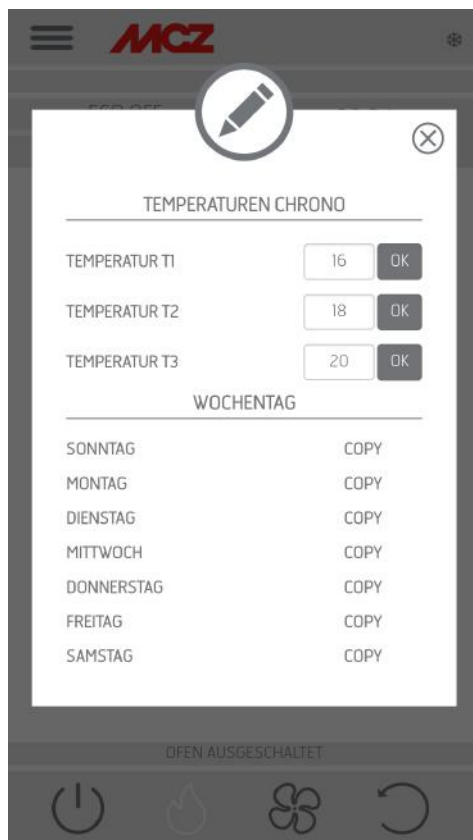 MCZ
TEMPERATUREN CHRONO
TEMPERATUR T1 16 OK
TEMPERATUR T2 18 OK
TEMPERATUR T3 20 OK
WOCHENTAG
SONNTAG COPY
MONTAG COPY
DIENSTAG COPY
MITTWOCH COPY
DONNERSTAG COPY
FREITAG COPY
SAMSTAG COPY
OFEN AUSGESCHALTET